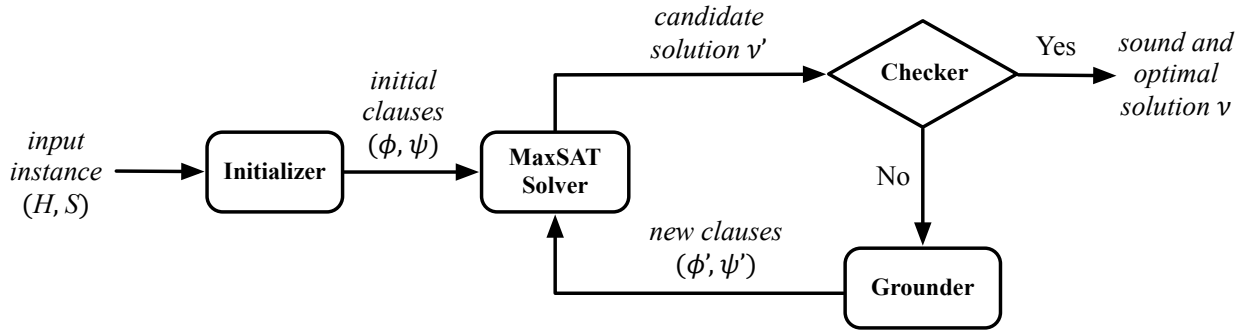 input
instance
(H, S)
Initializer
initial
clauses
(ϕ, ψ)
MaxSAT
Solver
candidate
solution ν'
Checker
Yes
sound and
optimal
solution ν
No
Grounder
new clauses
(ϕ', ψ')